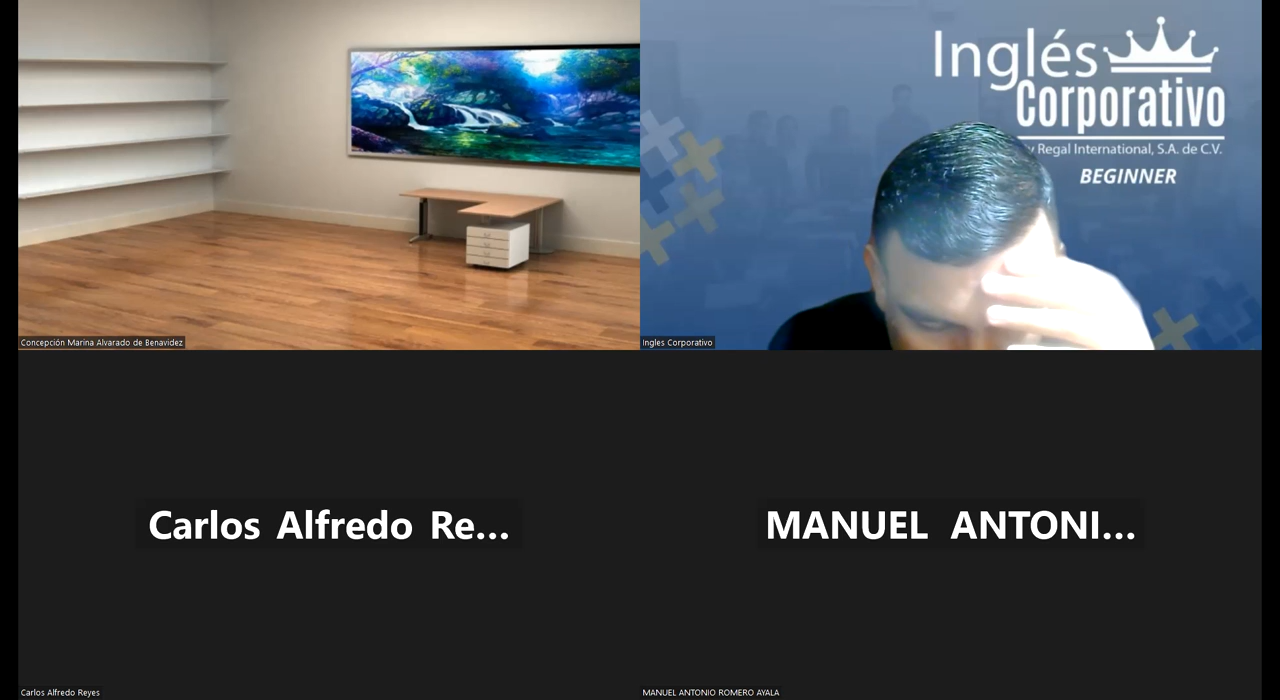 Inglés
Corporativo
y Regal International, S.A. de C.V.
BEGINNER
Concepción Marina Alvarado de Benavidez
Ingles Corporativo
Carlos Alfredo Re...
MANUEL ANTONI...
Carlos Alfredo Reyes
MANUEL ANTONIO ROMERO AYALA